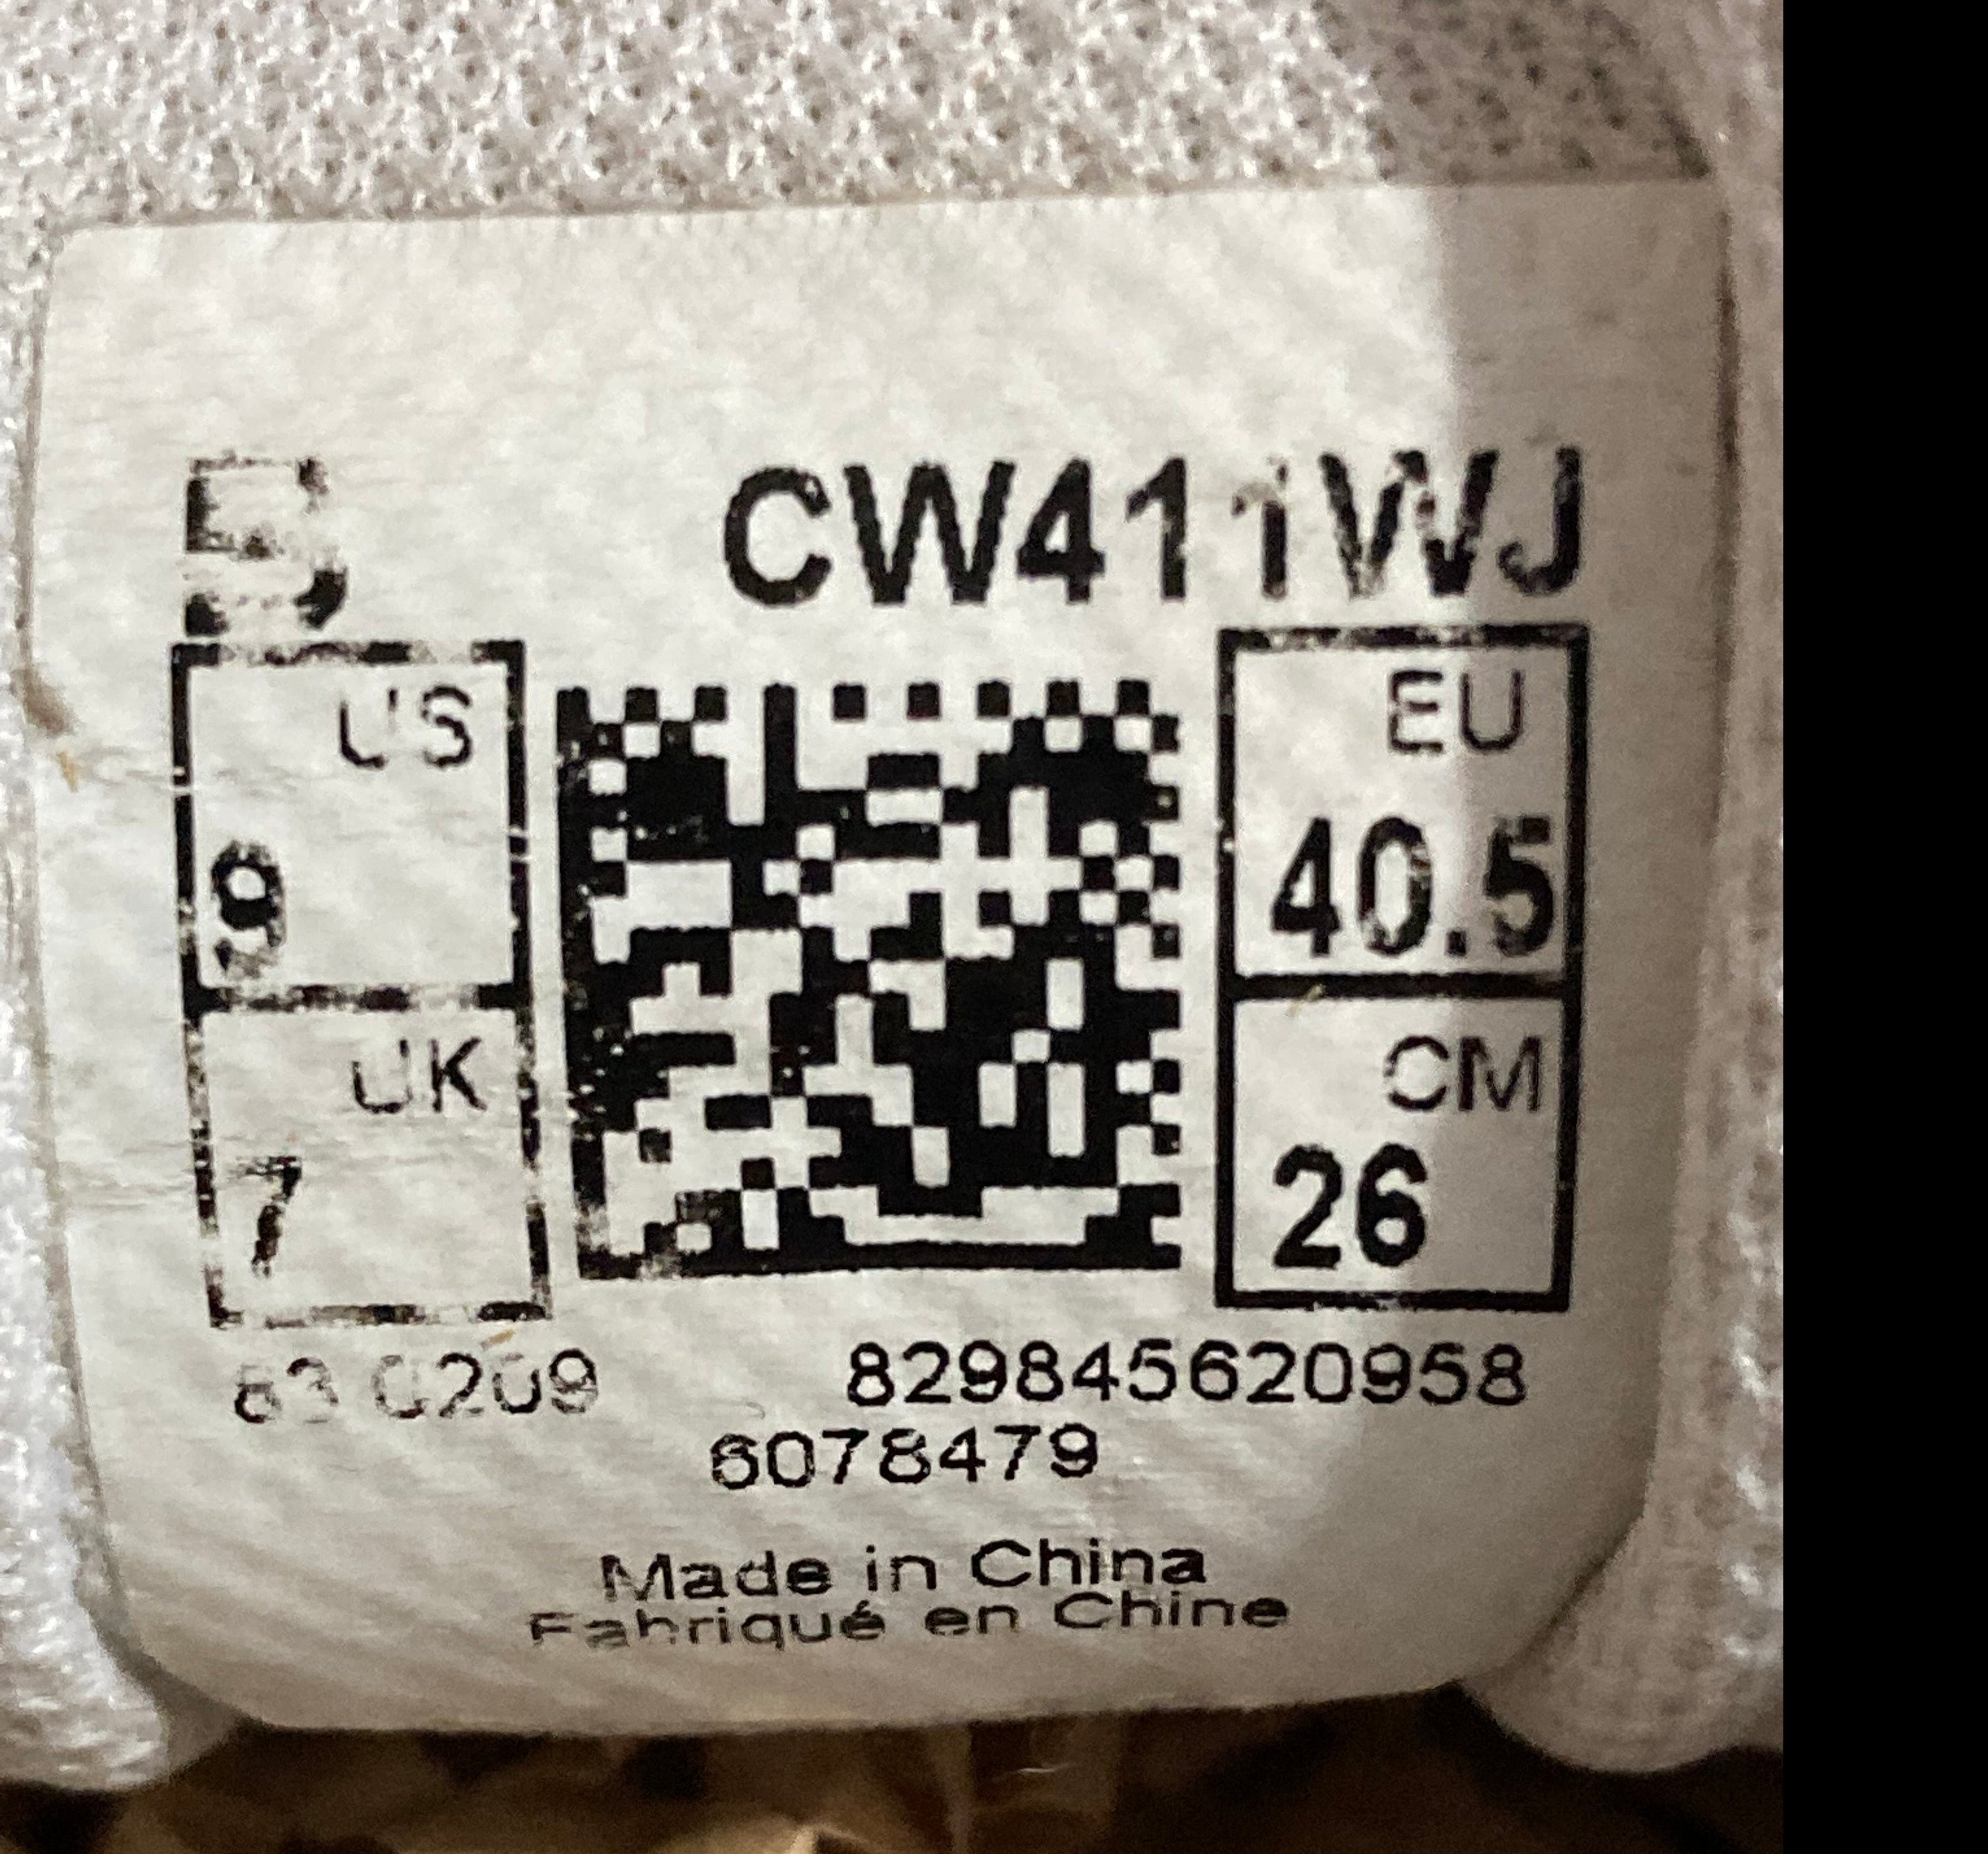 B CW411WJ
US EU
9 40.5
UK CM
7 26
829845620958
6078479
Made in China
Fabriqué en Chine